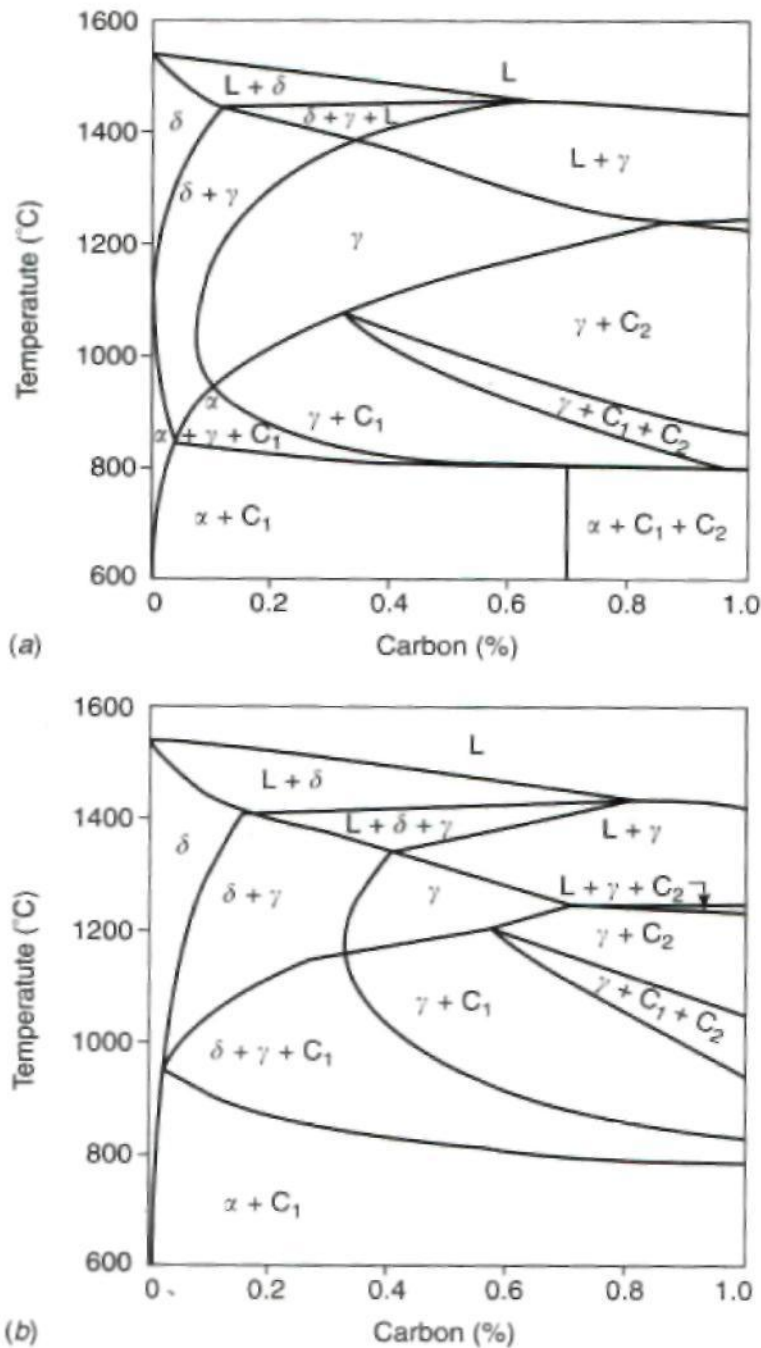 1600
1400
1200
1000
800
600
Temperatute (°C)
L
L + δ
δ
δ + γ + L
L + γ
δ + γ
γ
γ + C₂
α
γ + C₁
γ + C₁ + C₂
α + γ + C₁
α + C₁
α + C₁ + C₂
0 0.2 0.4 0.6 0.8 1.0
Carbon (%)
(a)
1600
1400
1200
1000
800
600
Temperatute (°C)
L
L + δ
L + δ + γ
L + γ
δ
δ + γ
γ
L + γ + C₂
γ + C₂
γ + C₁
γ + C₁ + C₂
δ + γ + C₁
α + C₁
0 0.2 0.4 0.6 0.8 1.0
Carbon (%)
(b)